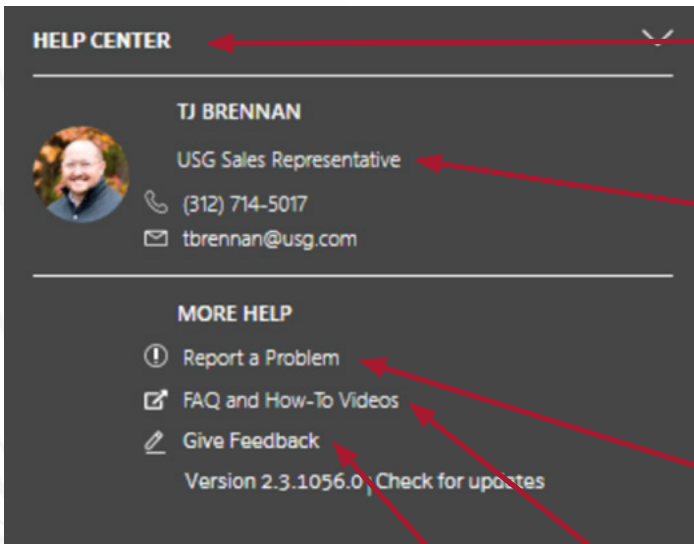 HELP CENTER
TJ BRENNAN
USG Sales Representative
(312) 714-5017
tbrennan@usg.com
MORE HELP
Report a Problem
FAQ and How-To Videos
Give Feedback
Version 2.3.1056.0 | Check for updates